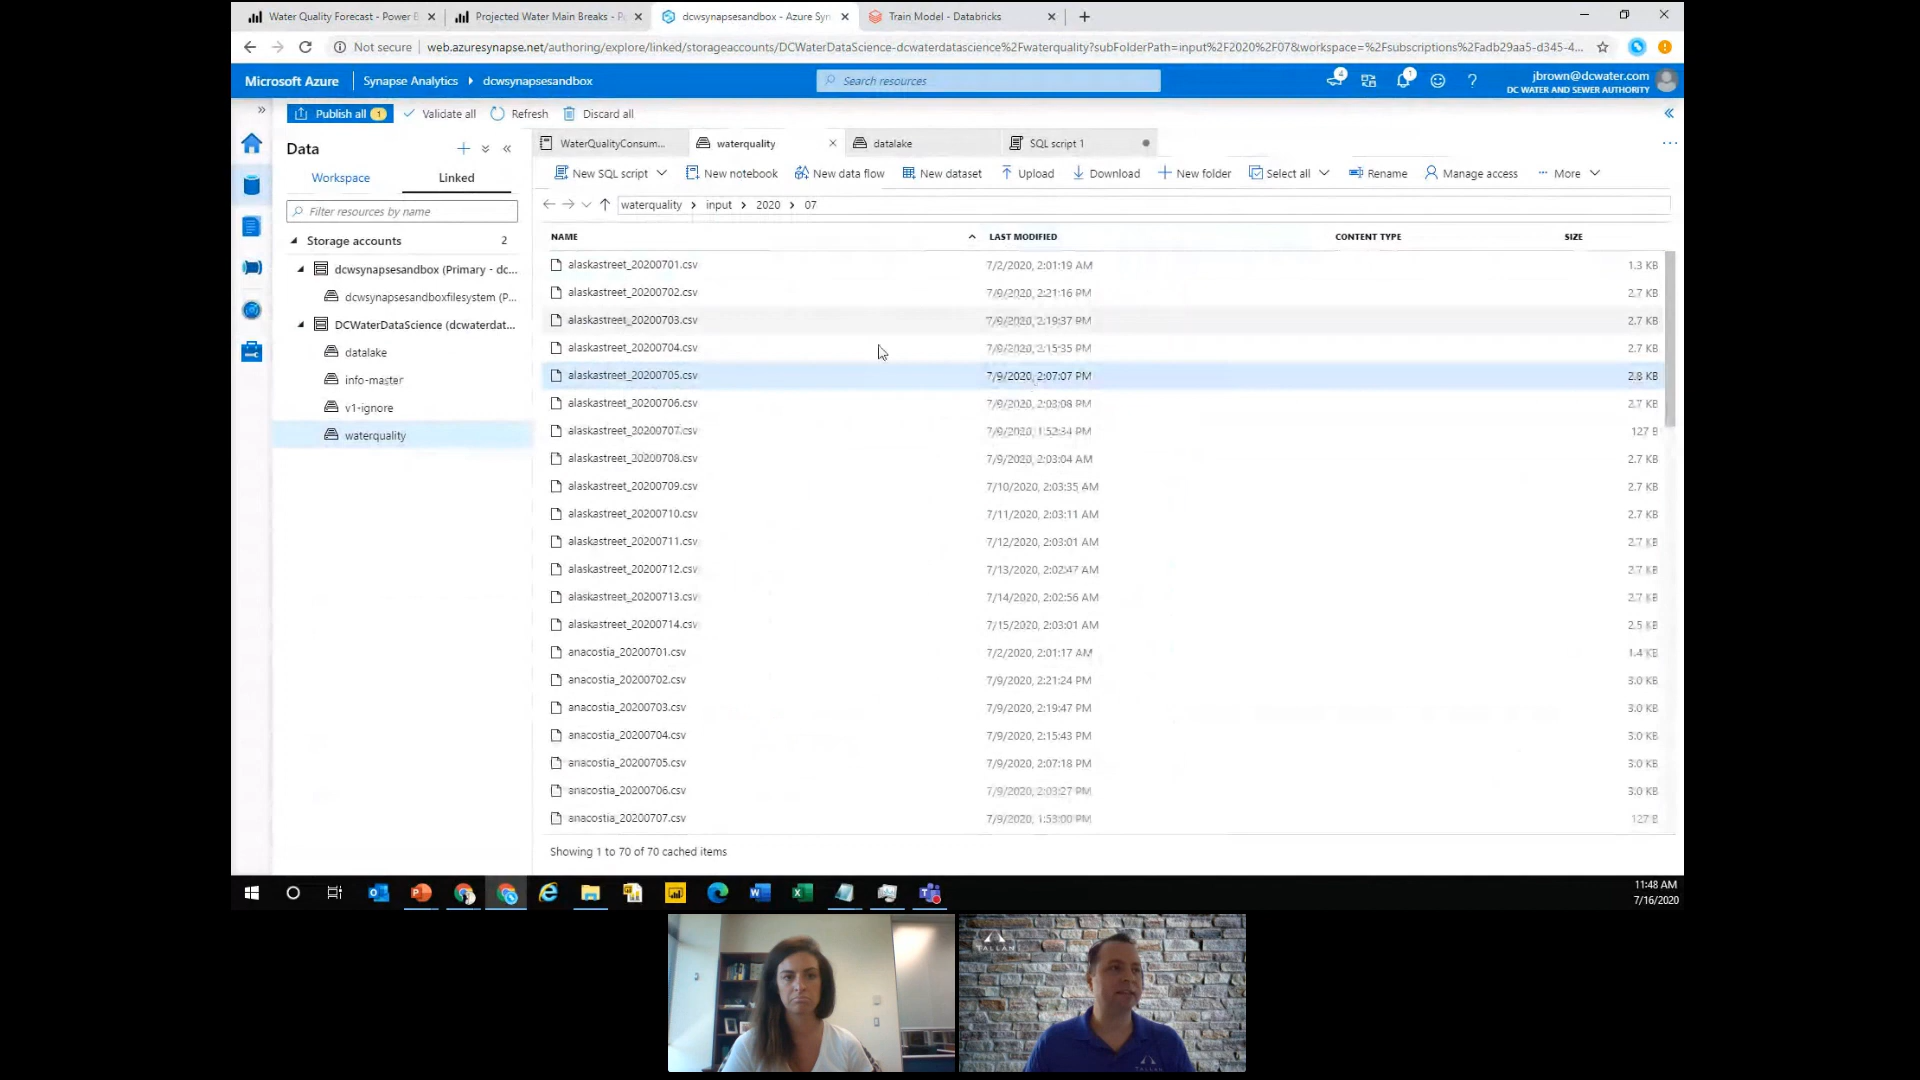 Water Quality Forecast - Power B
Projected Water Main Breaks - P
dcwsynapsesandbox - Azure Syn
Train Model - Databricks
Not secure
web.azuresynapse.net/authoring/explore/linked/storageaccounts/DCWaterDataScience-dcwaterdatascience%2Fwaterquality?subFolderPath=input%2F2020%2F07&workspace=%2Fsubscriptions%2Fadb29aa5-d345-4...
Microsoft Azure
Synapse Analytics
dcwsynapsesandbox
Search resources
4
1
jbrown@dcwater.com
DC WATER AND SEWER AUTHORITY
Publish all 1
Validate all
Refresh
Discard all
Data
Workspace
Linked
Filter resources by name
Storage accounts 2
dcwsynapsesandbox (Primary - dc...
dcwsynapsesandboxfilesystem (P...
DCWaterDataScience (dcwaterdat...
datalake
info-master
v1-ignore
waterquality
WaterQualityConsum...
waterquality
datalake
SQL script 1
New SQL script
New notebook
New data flow
New dataset
Upload
Download
New folder
Select all
Rename
Manage access
More
waterquality > input > 2020 > 07
NAME LAST MODIFIED CONTENT TYPE SIZE
alaskastreet_20200701.csv 7/2/2020, 2:01:19 AM 1.3 KB
alaskastreet_20200702.csv 7/9/2020, 2:21:16 PM 2.7 KB
alaskastreet_20200703.csv 7/9/2020, 2:19:37 PM 2.7 KB
alaskastreet_20200704.csv 7/9/2020, 2:15:35 PM 2.7 KB
alaskastreet_20200705.csv 7/9/2020, 2:07:07 PM 2.8 KB
alaskastreet_20200706.csv 7/9/2020, 2:03:08 PM 2.7 KB
alaskastreet_20200707.csv 7/9/2020, 1:52:34 PM 127 B
alaskastreet_20200708.csv 7/9/2020, 2:03:04 AM 2.7 KB
alaskastreet_20200709.csv 7/10/2020, 2:03:35 AM 2.7 KB
alaskastreet_20200710.csv 7/11/2020, 2:03:11 AM 2.7 KB
alaskastreet_20200711.csv 7/12/2020, 2:03:01 AM 2.7 KB
alaskastreet_20200712.csv 7/13/2020, 2:02:47 AM 2.7 KB
alaskastreet_20200713.csv 7/14/2020, 2:02:56 AM 2.7 KB
alaskastreet_20200714.csv 7/15/2020, 2:03:01 AM 2.5 KB
anacostia_20200701.csv 7/2/2020, 2:01:17 AM 1.4 KB
anacostia_20200702.csv 7/9/2020, 2:21:24 PM 3.0 KB
anacostia_20200703.csv 7/9/2020, 2:19:47 PM 3.0 KB
anacostia_20200704.csv 7/9/2020, 2:15:43 PM 3.0 KB
anacostia_20200705.csv 7/9/2020, 2:07:18 PM 3.0 KB
anacostia_20200706.csv 7/9/2020, 2:03:27 PM 3.0 KB
anacostia_20200707.csv 7/9/2020, 1:53:00 PM 127 B
Showing 1 to 70 of 70 cached items
11:48 AM
7/16/2020
TALLAN
TALLAN